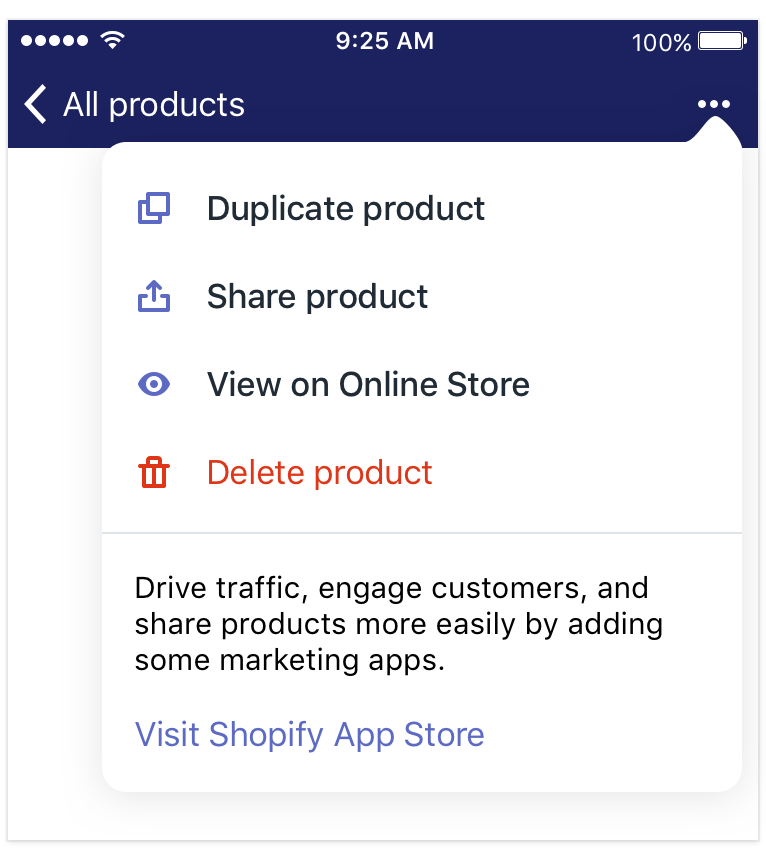 9:25 AM
100%
All products
Duplicate product
Share product
View on Online Store
Delete product
Drive traffic, engage customers, and
share products more easily by adding
some marketing apps.
Visit Shopify App Store